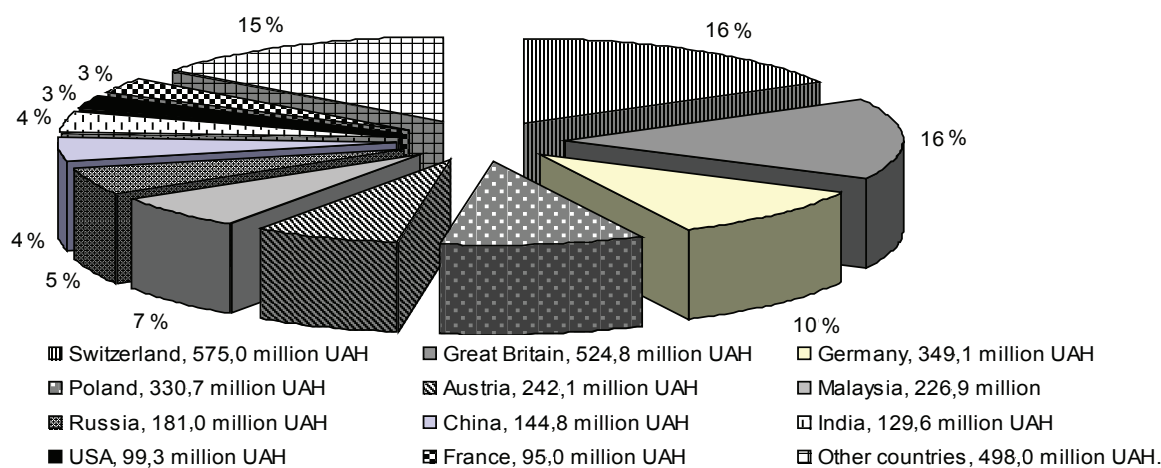 15 %
16 %
3 %
3 %
4 %
16 %
4 %
5 %
7 %
10 %
Switzerland, 575,0 million UAH
Great Britain, 524,8 million UAH
Germany, 349,1 million UAH
Poland, 330,7 million UAH
Austria, 242,1 million UAH
Malaysia, 226,9 million
Russia, 181,0 million UAH
China, 144,8 million UAH
India, 129,6 million UAH
USA, 99,3 million UAH
France, 95,0 million UAH
Other countries, 498,0 million UAH.